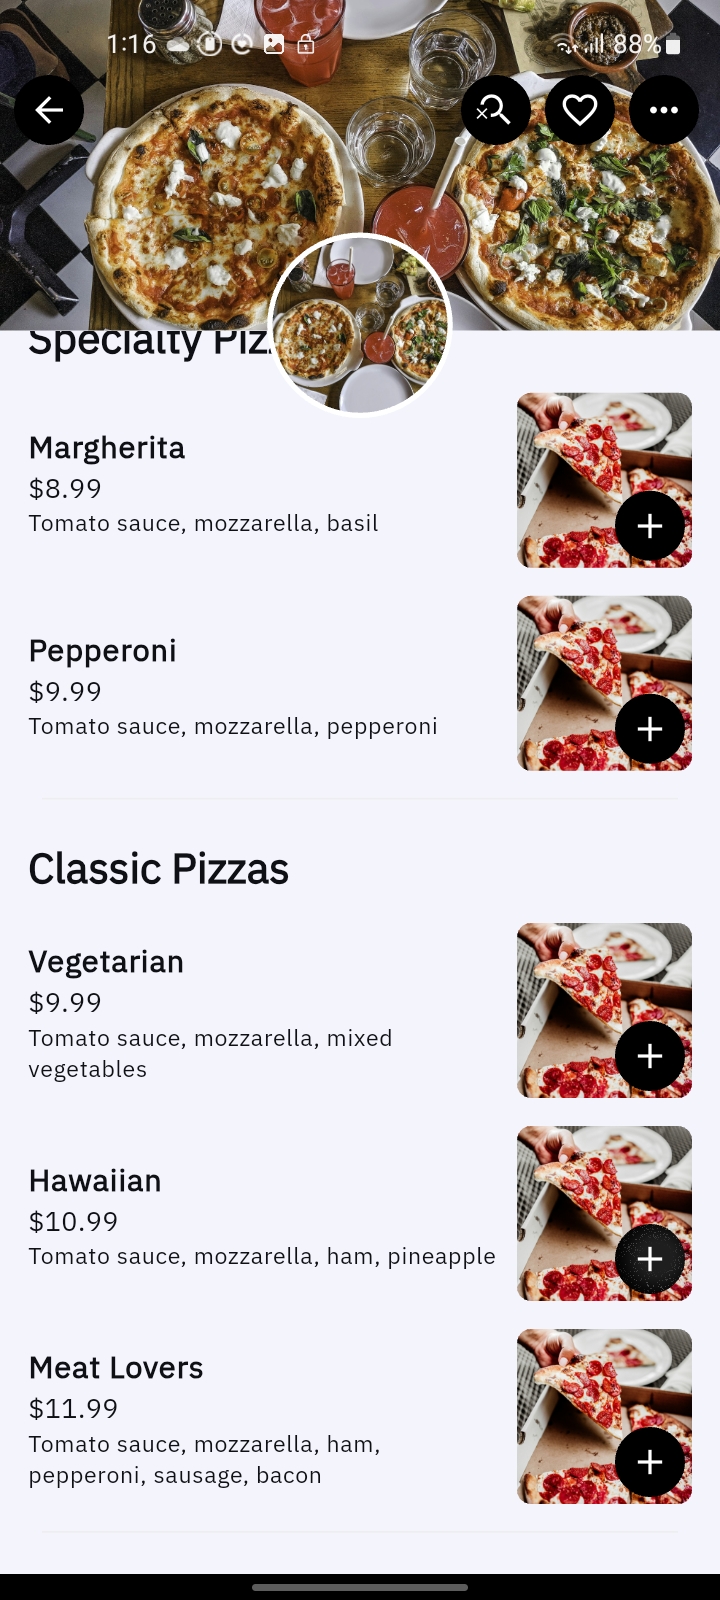 1:16
88%
Specialty Piz
Margherita
$8.99
Tomato sauce, mozzarella, basil
Pepperoni
$9.99
Tomato sauce, mozzarella, pepperoni
Classic Pizzas
Vegetarian
$9.99
Tomato sauce, mozzarella, mixed
vegetables
Hawaiian
$10.99
Tomato sauce, mozzarella, ham, pineapple
Meat Lovers
$11.99
Tomato sauce, mozzarella, ham,
pepperoni, sausage, bacon